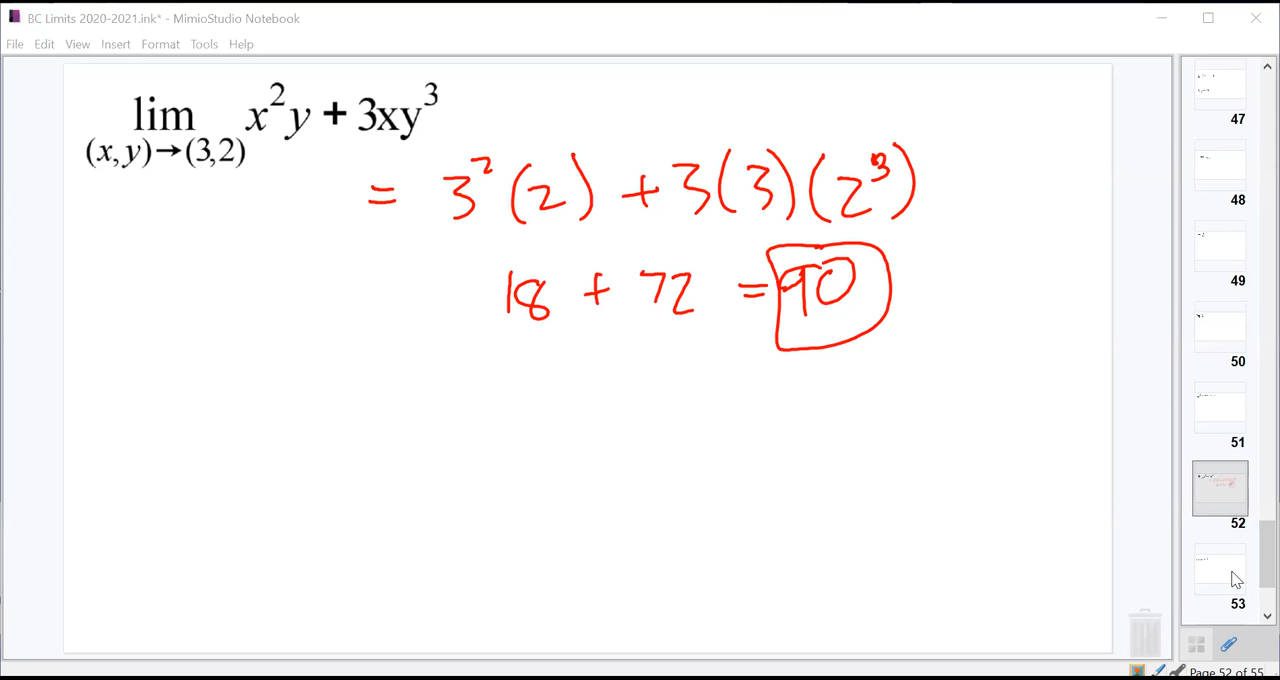 BC Limits 2020-2021.ink* - MimioStudio Notebook
File Edit View Insert Format Tools Help
lim x²y + 3xy³
(x, y)→(3,2)
= 3²(2) + 3(3)(2³)
18 + 72 = 90
47
48
49
50
51
52
53
Page 52 of 55